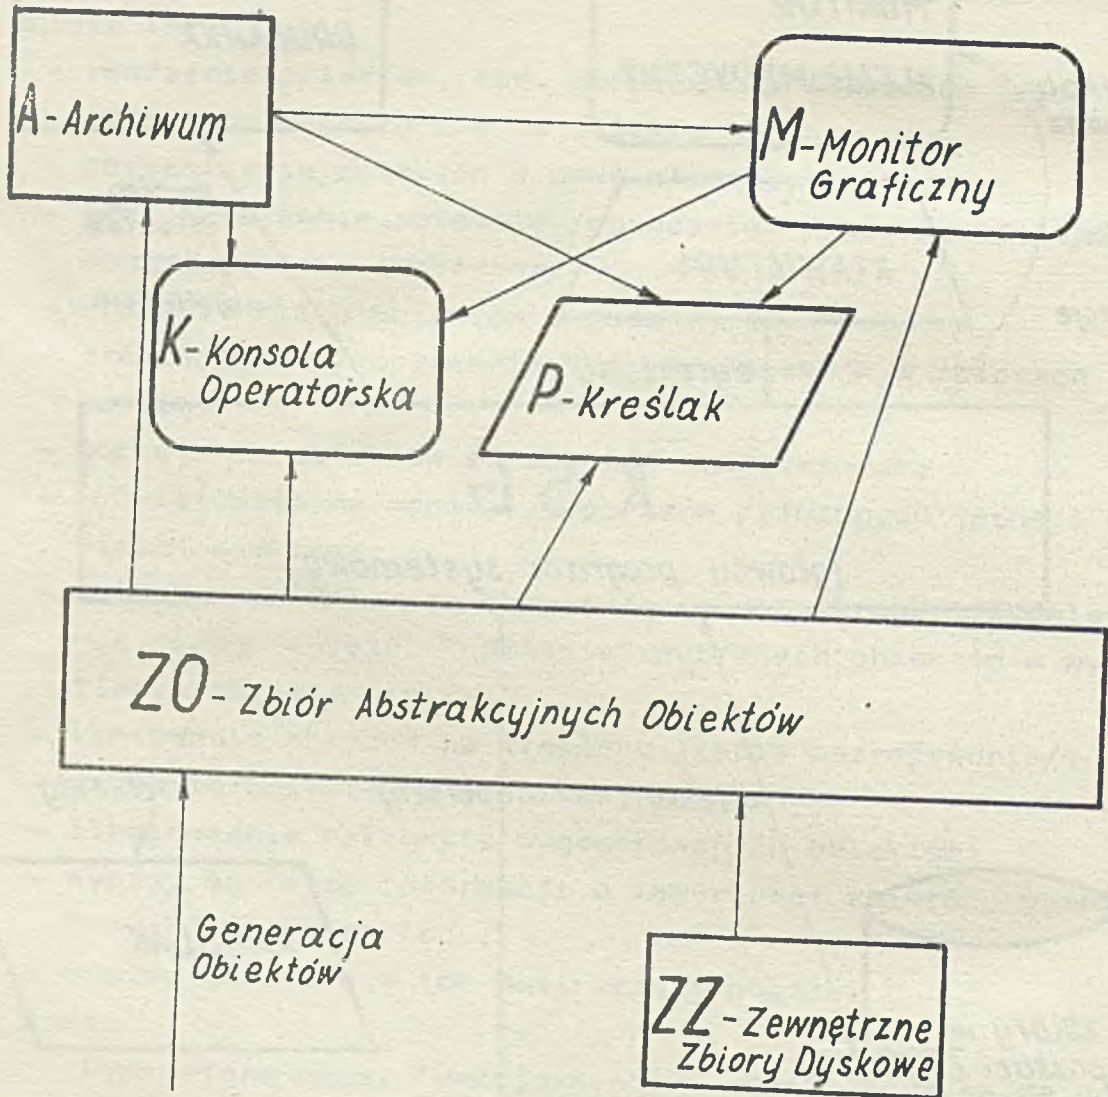 A-Archiwum
M-Monitor
Graficzny
K-Konsola
Operatorska
P-Kreślak
ZO-Zbiór Abstrakcyjnych Obiektów
Generacja
Obiektów
ZZ-Zewnętrzne
Zbiory Dyskowe